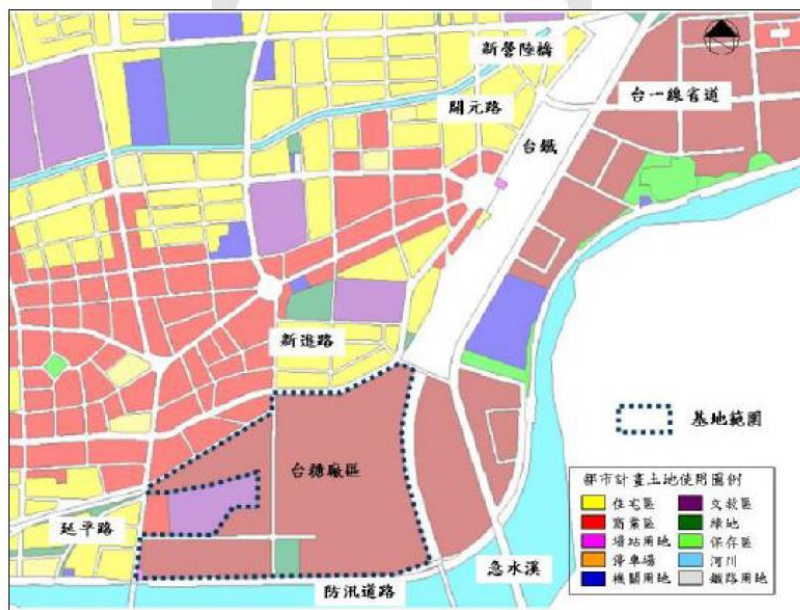 新營陸橋
台一線省道
開元路
台鐵
新進路
基地範圍
台糖廠區
都市計畫土地使用圖例
住宅區
文教區
商業區
綠地
場站用地
保存區
停車場
河川
機關用地
鐵路用地
延平路
急水溪
防汛道路